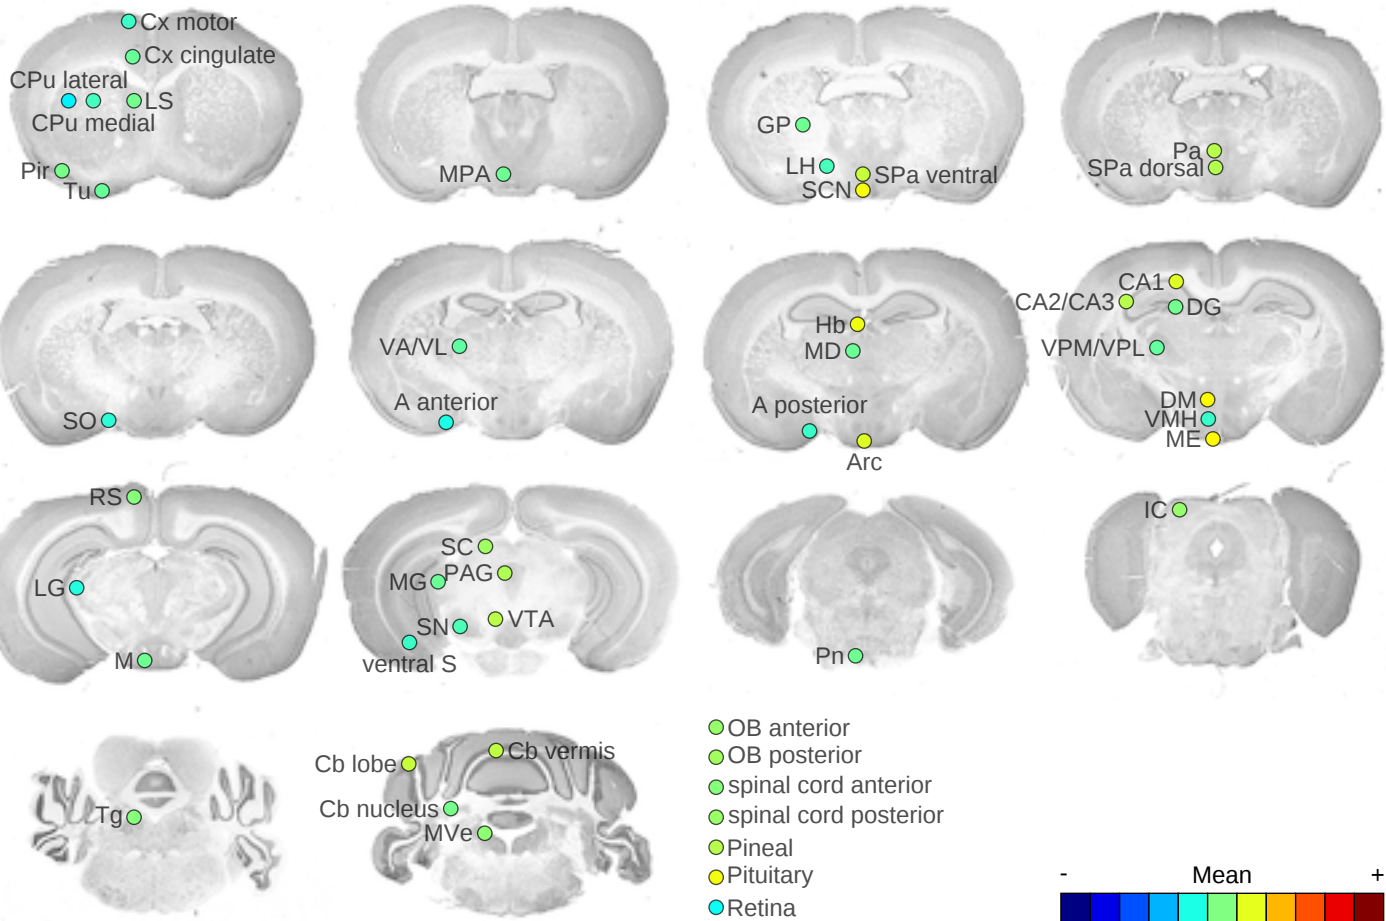 Cx motor
Cx cingulate
CPu lateral
LS
CPu medial
Pir
Tu
MPA
GP
LH
SPa ventral
SCN
Pa
SPa dorsal
SO
VA/VL
A anterior
Hb
MD
A posterior
Arc
CA1
CA2/CA3
DG
VPM/VPL
DM
VMH
ME
RS
LG
M
SC
PAG
MG
VTA
SN
ventral S
Pn
IC
Tg
Cb vermis
Cb lobe
Cb nucleus
MVe
OB anterior
OB posterior
spinal cord anterior
spinal cord posterior
Pineal
Pituitary
Retina
- Mean +